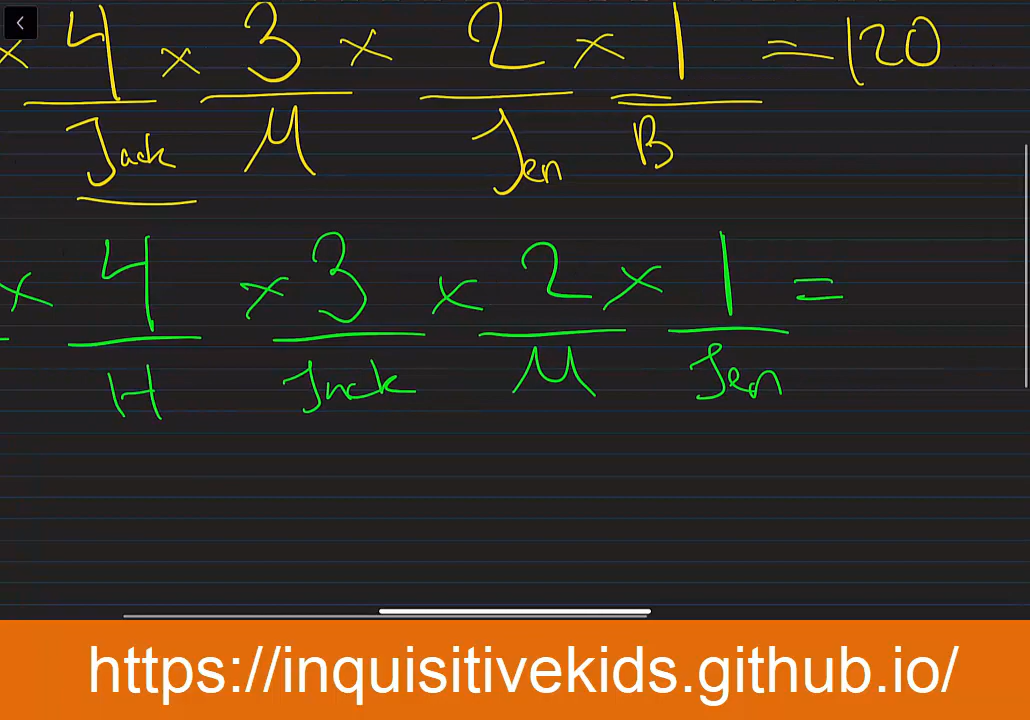 × 4 × 3 × 2 × 1 = 120
Jack M Jen B
× 4 × 3 × 2 × 1 =
H Jack M Jen
https://inquisitivekids.github.io/